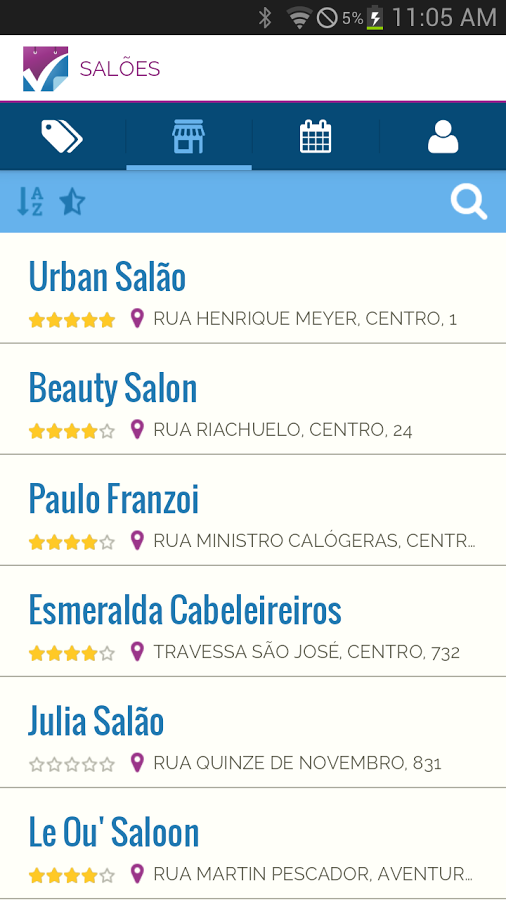 5% 11:05 AM
SALÕES
A
Z
Urban Salão
RUA HENRIQUE MEYER, CENTRO, 1
Beauty Salon
RUA RIACHUELO, CENTRO, 24
Paulo Franzoi
RUA MINISTRO CALÓGERAS, CENTR...
Esmeralda Cabeleireiros
TRAVESSA SÃO JOSÉ, CENTRO, 732
Julia Salão
RUA QUINZE DE NOVEMBRO, 831
Le Ou' Saloon
RUA MARTIN PESCADOR, AVENTUR...